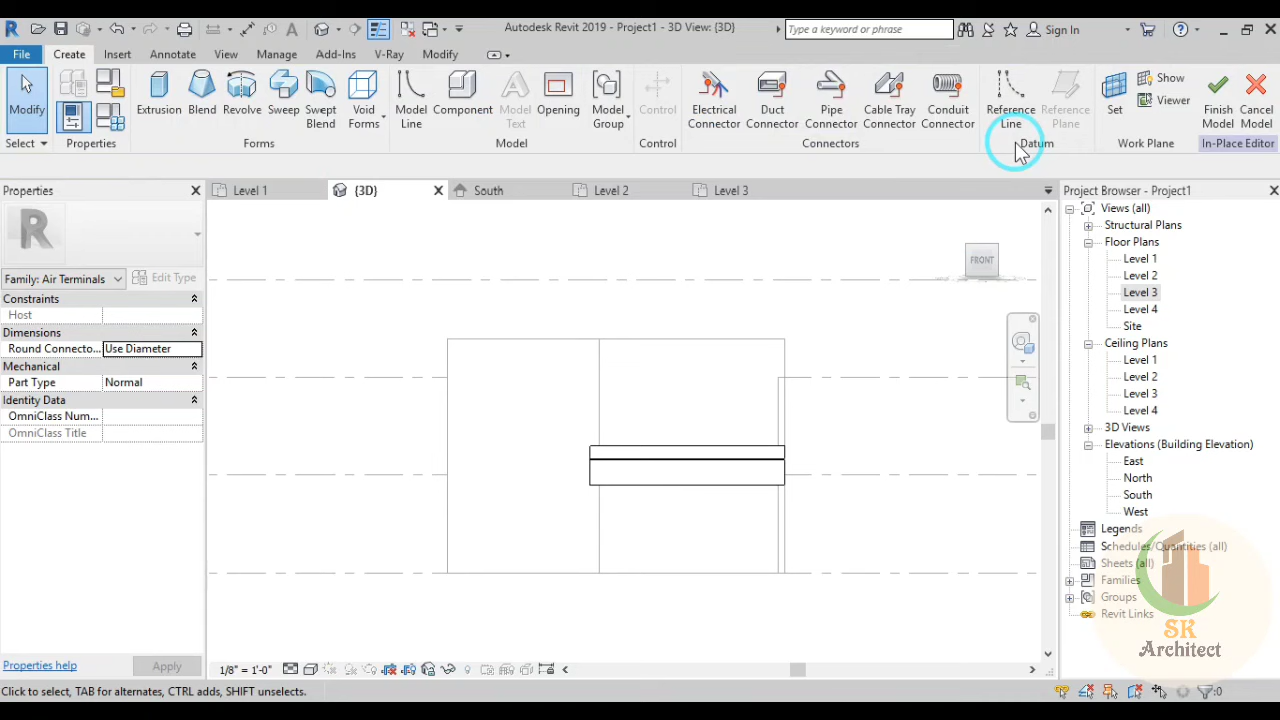 Autodesk Revit 2019 - Project1 - 3D View: {3D}
Type a keyword or phrase
Sign In
File Create Insert Annotate View Manage Add-Ins V-Ray Modify
Modify
Extrusion Blend Revolve Sweep Swept Blend Void Forms
Model Line Component Model Text Opening Model Group
Control
Electrical Connector Duct Connector Pipe Connector Cable Tray Connector Conduit Connector
Reference Line Reference Plane
Set Show Viewer
Finish Model Cancel Model
Select Properties Forms Model Control Connectors Datum Work Plane In-Place Editor
Properties
Level 1 {3D} South Level 2 Level 3
Project Browser - Project1
Family: Air Terminals Edit Type
Constraints
Host
Dimensions
Round Connecto... Use Diameter
Mechanical
Part Type Normal
Identity Data
OmniClass Num...
OmniClass Title
Properties help Apply
FRONT
Views (all)
Structural Plans
Floor Plans
Level 1
Level 2
Level 3
Level 4
Site
Ceiling Plans
Level 1
Level 2
Level 3
Level 4
3D Views
Elevations (Building Elevation)
East
North
South
West
Legends
Schedules/Quantities (all)
Sheets (all)
Families
Groups
Revit Links
SK
Architect
1/8" = 1'-0"
Click to select, TAB for alternates, CTRL adds, SHIFT unselects.
:0